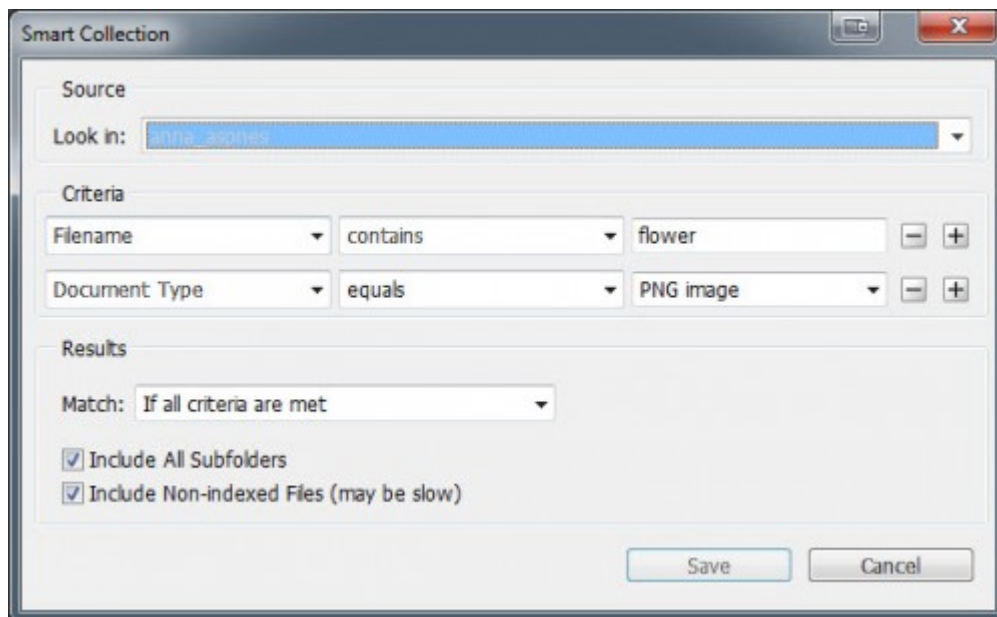 Smart Collection
Source
Look in: anna_aspnes
Criteria
Filename contains flower
Document Type equals PNG image
Results
Match: If all criteria are met
Include All Subfolders
Include Non-indexed Files (may be slow)
Save Cancel